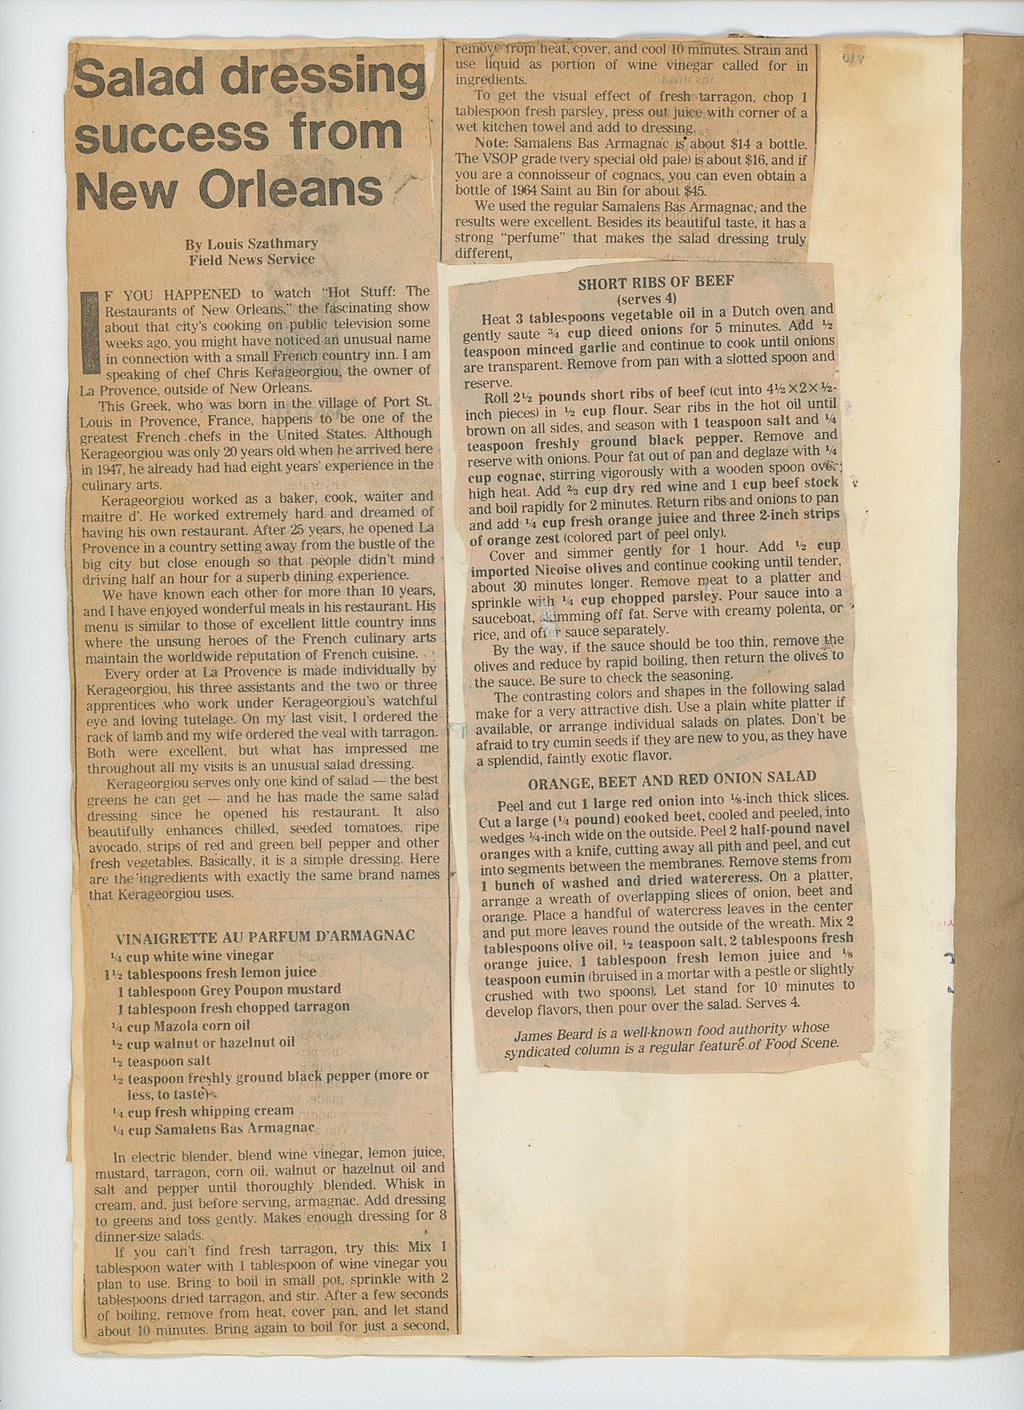 Salad dressing
success from
New Orleans
By Louis Szathmary
Field News Service
IF YOU HAPPENED to watch "Hot Stuff: The
Restaurants of New Orleans," the fascinating show
about that city's cooking on public television some
weeks ago, you might have noticed an unusual name
in connection with a small French country inn. I am
speaking of chef Chris Kerageorgiou, the owner of
La Provence, outside of New Orleans.
This Greek, who was born in the village of Port St.
Louis in Provence, France, happens to be one of the
greatest French chefs in the United States. Although
Kerageorgiou was only 20 years old when he arrived here
in 1947, he already had had eight years' experience in the
culinary arts.
Kerageorgiou worked as a baker, cook, waiter and
maitre d'. He worked extremely hard and dreamed of
having his own restaurant. After 25 years, he opened La
Provence in a country setting away from the bustle of the
big city but close enough so that people didn't mind
driving half an hour for a superb dining experience.
We have known each other for more than 10 years,
and I have enjoyed wonderful meals in his restaurant. His
menu is similar to those of excellent little country inns
where the unsung heroes of the French culinary arts
maintain the worldwide reputation of French cuisine.
Every order at La Provence is made individually by
Kerageorgiou, his three assistants and the two or three
apprentices who work under Kerageorgiou's watchful
eye and loving tutelage. On my last visit, I ordered the
rack of lamb and my wife ordered the veal with tarragon.
Both were excellent, but what has impressed me
throughout all my visits is an unusual salad dressing.
Kerageorgiou serves only one kind of salad — the best
greens he can get — and he has made the same salad
dressing since he opened his restaurant. It also
beautifully enhances chilled, seeded tomatoes, ripe
avocado, strips of red and green bell pepper and other
fresh vegetables. Basically, it is a simple dressing. Here
are the ingredients with exactly the same brand names
that Kerageorgiou uses.
VINAIGRETTE AU PARFUM D'ARMAGNAC
¼ cup white wine vinegar
1½ tablespoons fresh lemon juice
1 tablespoon Grey Poupon mustard
1 tablespoon fresh chopped tarragon
¼ cup Mazola corn oil
½ cup walnut or hazelnut oil
½ teaspoon salt
½ teaspoon freshly ground black pepper (more or
less, to taste)
¼ cup fresh whipping cream
¼ cup Samalens Bas Armagnac
In electric blender, blend wine vinegar, lemon juice,
mustard, tarragon, corn oil, walnut or hazelnut oil and
salt and pepper until thoroughly blended. Whisk in
cream, and, just before serving, armagnac. Add dressing
to greens and toss gently. Makes enough dressing for 8
dinner-size salads.
If you can't find fresh tarragon, try this: Mix 1
tablespoon water with 1 tablespoon of wine vinegar you
plan to use. Bring to boil in small pot, sprinkle with 2
tablespoons dried tarragon, and stir. After a few seconds
of boiling, remove from heat, cover pan, and let stand
about 10 minutes. Bring again to boil for just a second,
remove from heat, cover, and cool 10 minutes. Strain and
use liquid as portion of wine vinegar called for in
ingredients.
To get the visual effect of fresh tarragon, chop 1
tablespoon fresh parsley, press out juice with corner of a
wet kitchen towel and add to dressing.
Note: Samalens Bas Armagnac is about $14 a bottle.
The VSOP grade (very special old pale) is about $16, and if
you are a connoisseur of cognacs, you can even obtain a
bottle of 1964 Saint au Bin for about $45.
We used the regular Samalens Bas Armagnac, and the
results were excellent. Besides its beautiful taste, it has a
strong "perfume" that makes the salad dressing truly
different,
SHORT RIBS OF BEEF
(serves 4)
Heat 3 tablespoons vegetable oil in a Dutch oven and
gently saute ¾ cup diced onions for 5 minutes. Add ½
teaspoon minced garlic and continue to cook until onions
are transparent. Remove from pan with a slotted spoon and
reserve.
Roll 2½ pounds short ribs of beef (cut into 4½×2×½-
inch pieces) in ½ cup flour. Sear ribs in the hot oil until
brown on all sides, and season with 1 teaspoon salt and ¼
teaspoon freshly ground black pepper. Remove and
reserve with onions. Pour fat out of pan and deglaze with ¼
cup cognac, stirring vigorously with a wooden spoon over
high heat. Add ⅔ cup dry red wine and 1 cup beef stock
and boil rapidly for 2 minutes. Return ribs and onions to pan
and add ¼ cup fresh orange juice and three 2-inch strips
of orange zest (colored part of peel only).
Cover and simmer gently for 1 hour. Add ½ cup
imported Nicoise olives and continue cooking until tender,
about 30 minutes longer. Remove meat to a platter and
sprinkle with ¼ cup chopped parsley. Pour sauce into a
sauceboat, skimming off fat. Serve with creamy polenta, or
rice, and offer sauce separately.
By the way, if the sauce should be too thin, remove the
olives and reduce by rapid boiling, then return the olives to
the sauce. Be sure to check the seasoning.
The contrasting colors and shapes in the following salad
make for a very attractive dish. Use a plain white platter if
available, or arrange individual salads on plates. Don't be
afraid to try cumin seeds if they are new to you, as they have
a splendid, faintly exotic flavor.
ORANGE, BEET AND RED ONION SALAD
Peel and cut 1 large red onion into ⅛-inch thick slices.
Cut a large (¼ pound) cooked beet, cooled and peeled, into
wedges ¼-inch wide on the outside. Peel 2 half-pound navel
oranges with a knife, cutting away all pith and peel, and cut
into segments between the membranes. Remove stems from
1 bunch of washed and dried watercress. On a platter,
arrange a wreath of overlapping slices of onion, beet and
orange. Place a handful of watercress leaves in the center
and put more leaves round the outside of the wreath. Mix 2
tablespoons olive oil, ½ teaspoon salt, 2 tablespoons fresh
orange juice, 1 tablespoon fresh lemon juice and ⅛
teaspoon cumin (bruised in a mortar with a pestle or slightly
crushed with two spoons). Let stand for 10 minutes to
develop flavors, then pour over the salad. Serves 4.
James Beard is a well-known food authority whose
syndicated column is a regular feature of Food Scene.